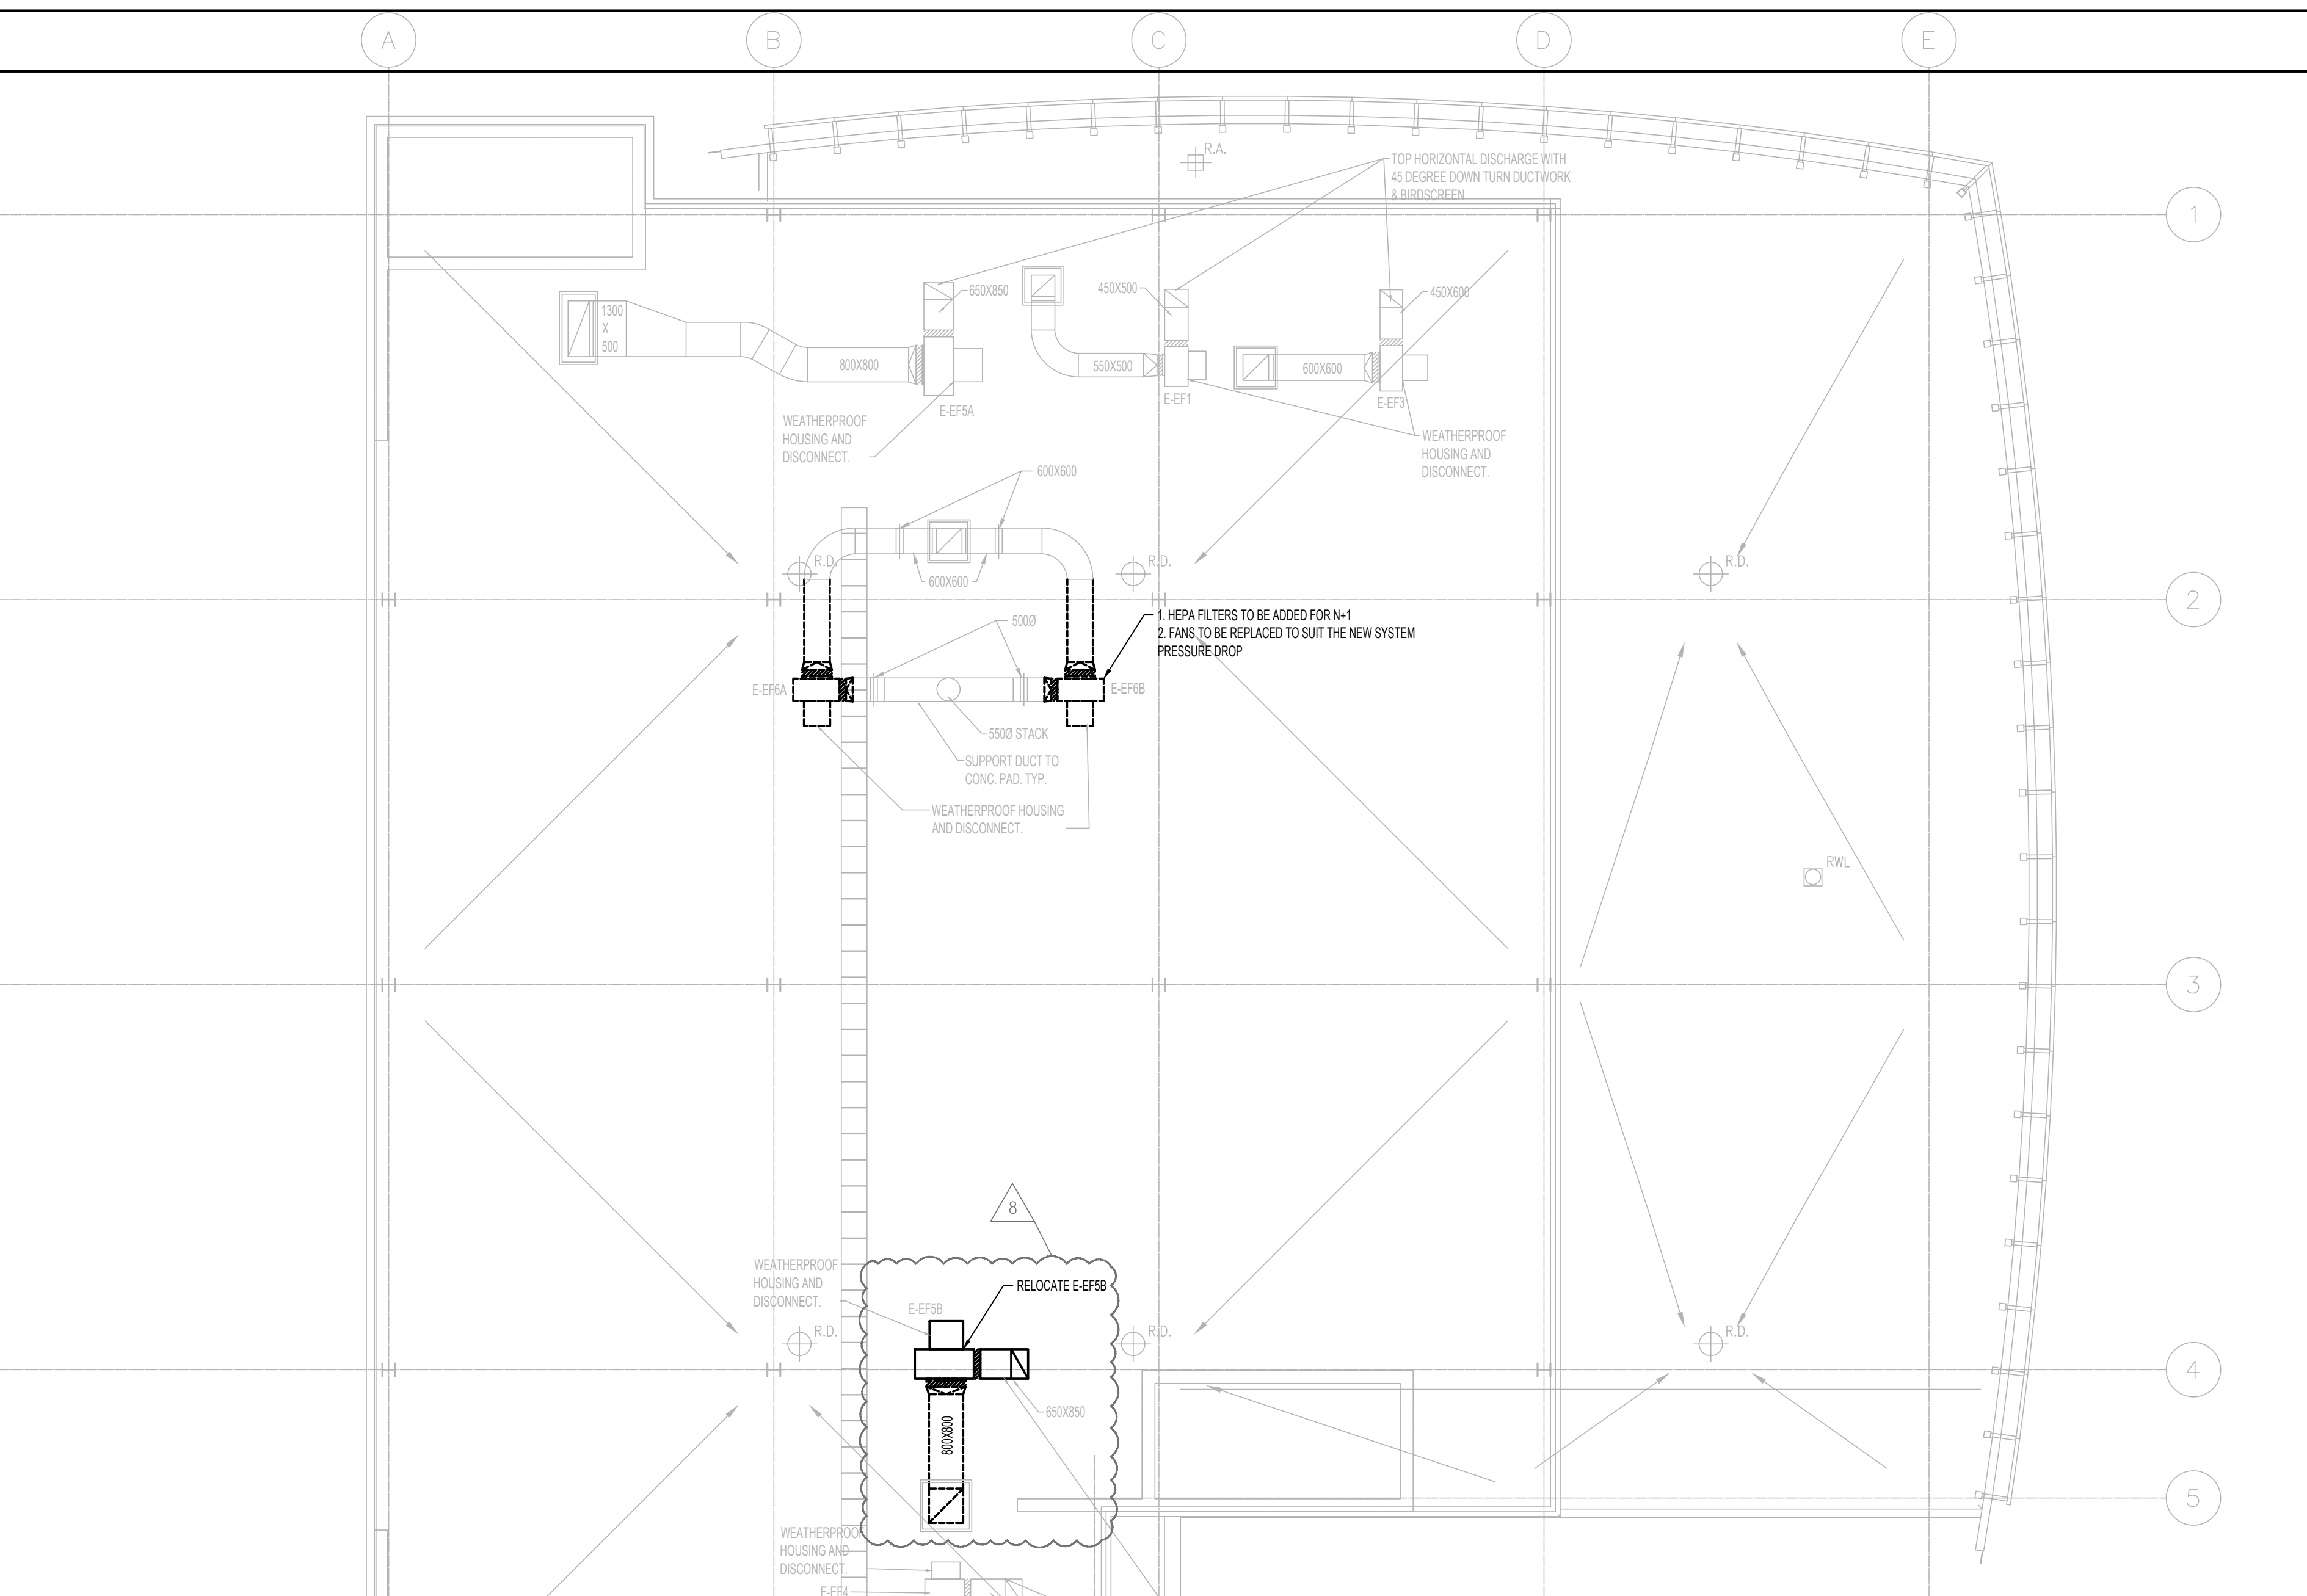 A
B
C
D
E
R.A.
TOP HORIZONTAL DISCHARGE WITH
45 DEGREE DOWN TURN DUCTWORK
& BIRDSCREEN.
1
1300
X
500
650X850
450X500
450X600
800X800
550X500
600X600
E-EF5A
E-EF1
E-EF3
WEATHERPROOF
HOUSING AND
DISCONNECT.
WEATHERPROOF
HOUSING AND
DISCONNECT.
600X600
R.D.
R.D.
R.D.
600X600
2
500Ø
1. HEPA FILTERS TO BE ADDED FOR N+1
2. FANS TO BE REPLACED TO SUIT THE NEW SYSTEM
PRESSURE DROP
E-EF6A
E-EF6B
550Ø STACK
SUPPORT DUCT TO
CONC. PAD. TYP.
WEATHERPROOF HOUSING
AND DISCONNECT.
RWL
3
8
WEATHERPROOF
HOUSING AND
DISCONNECT.
RELOCATE E-EF5B
E-EF5B
R.D.
R.D.
R.D.
4
650X850
800X800
5
WEATHERPROOF
HOUSING AND
DISCONNECT.
E-EF4